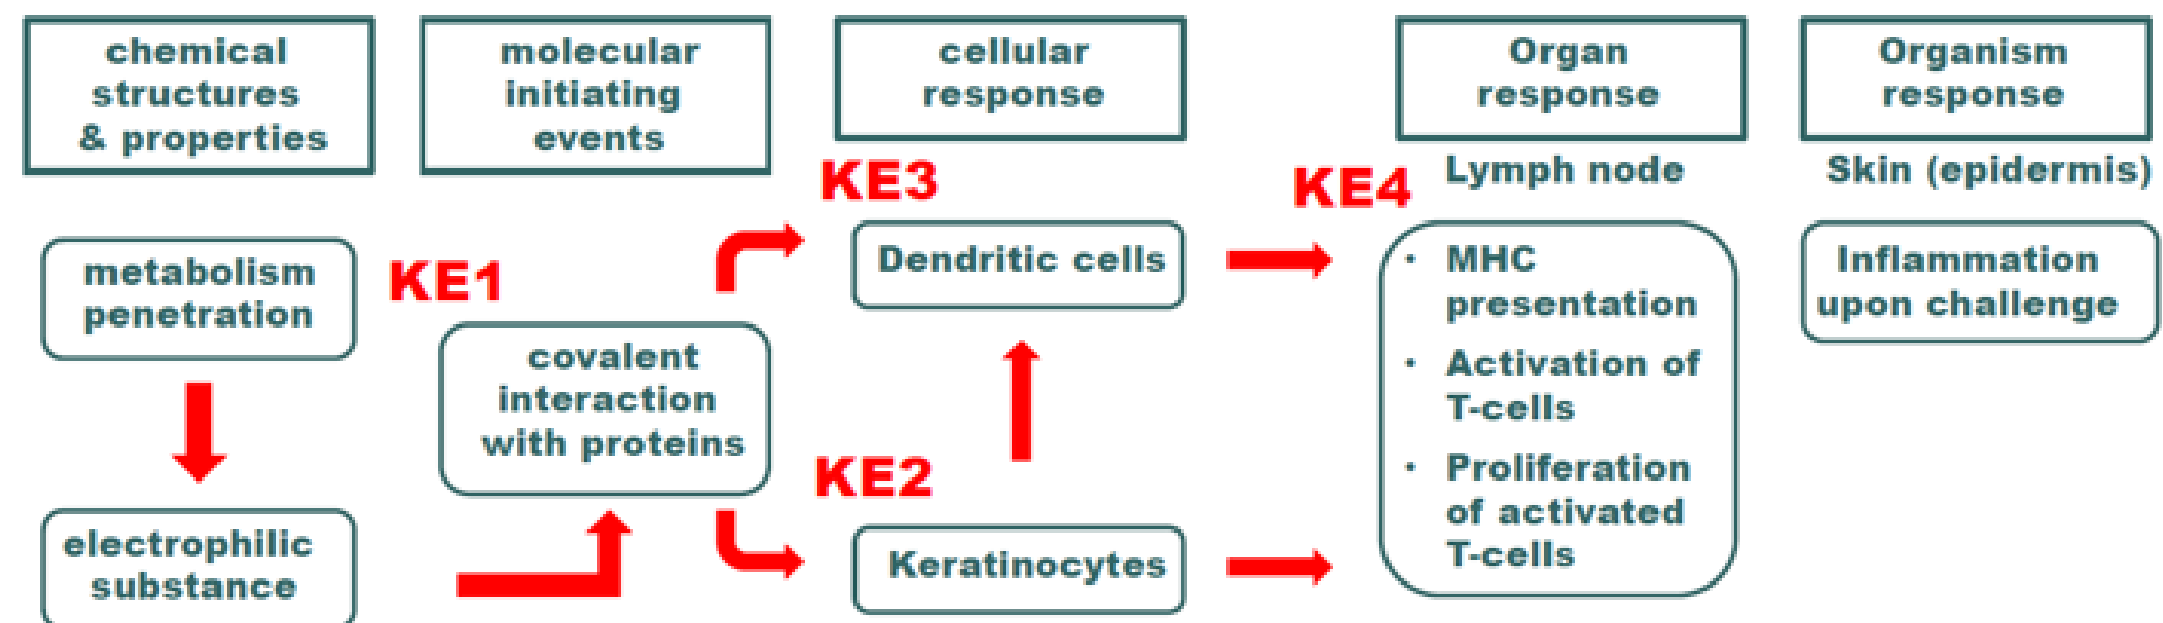 chemical
structures
& properties
molecular
initiating
events
cellular
response
Organ
response
Organism
response
KE3
KE4
Lymph node
Skin (epidermis)
metabolism
penetration
KE1
Dendritic cells
• MHC
presentation
Inflammation
upon challenge
covalent
interaction
with proteins
• Activation of
T-cells
KE2
• Proliferation
of activated
T-cells
electrophilic
substance
Keratinocytes